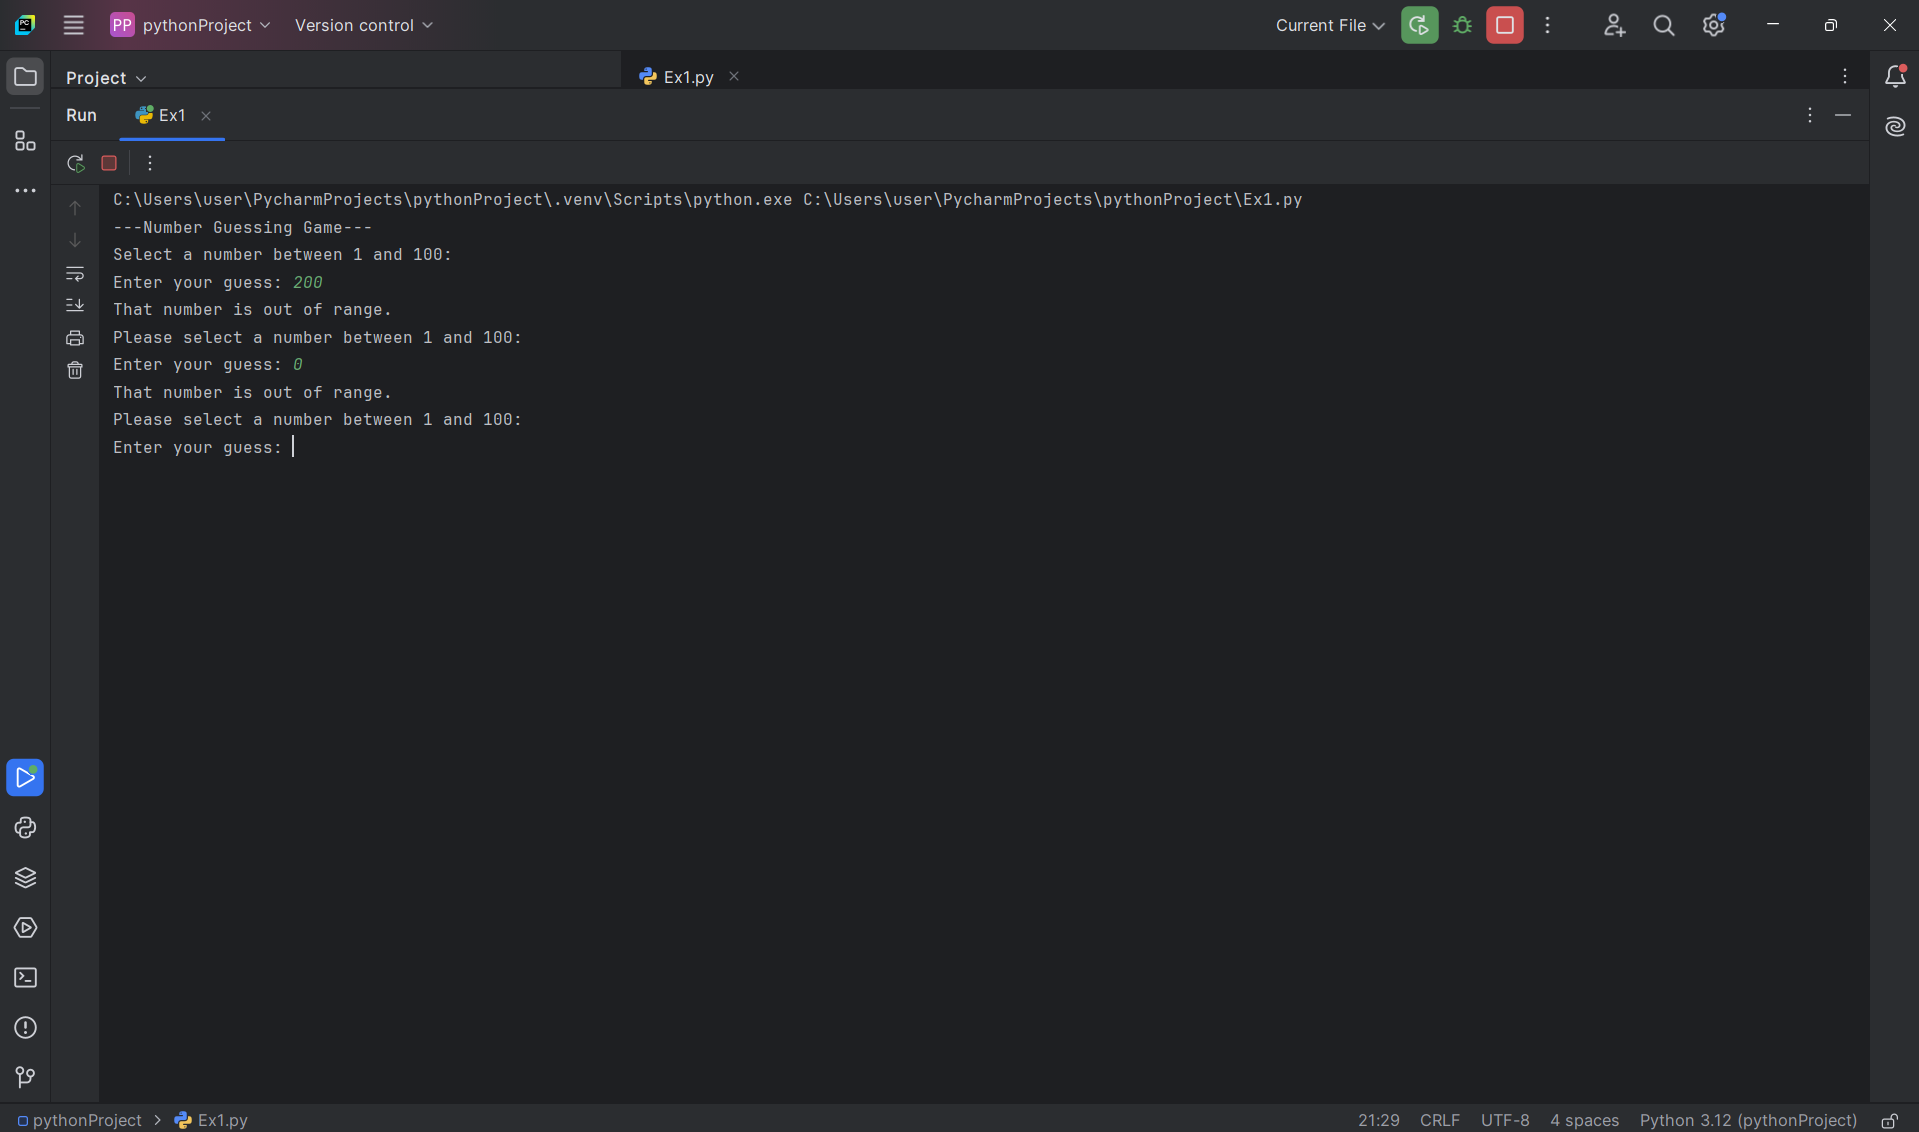 PC
PP pythonProject Version control Current File
Project Ex1.py
Run Ex1
C:\Users\user\PycharmProjects\pythonProject\.venv\Scripts\python.exe C:\Users\user\PycharmProjects\pythonProject\Ex1.py
---Number Guessing Game---
Select a number between 1 and 100:
Enter your guess: 200
That number is out of range.
Please select a number between 1 and 100:
Enter your guess: 0
That number is out of range.
Please select a number between 1 and 100:
Enter your guess:
pythonProject > Ex1.py 21:29 CRLF UTF-8 4 spaces Python 3.12 (pythonProject)